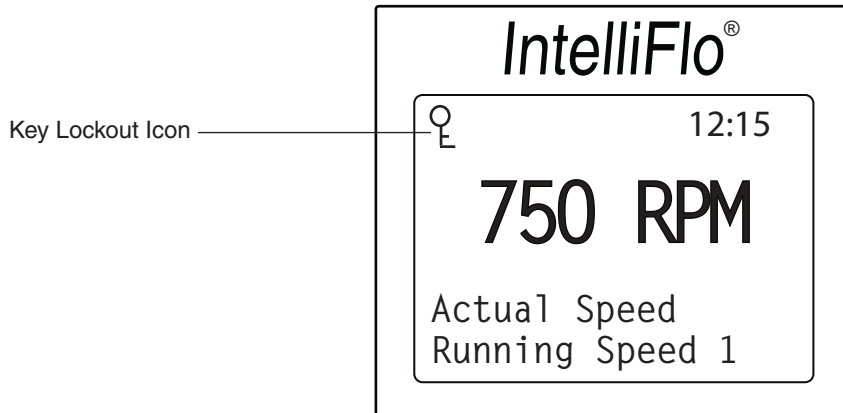 IntelliFlo®
Key Lockout Icon
12:15
750 RPM
Actual Speed
Running Speed 1